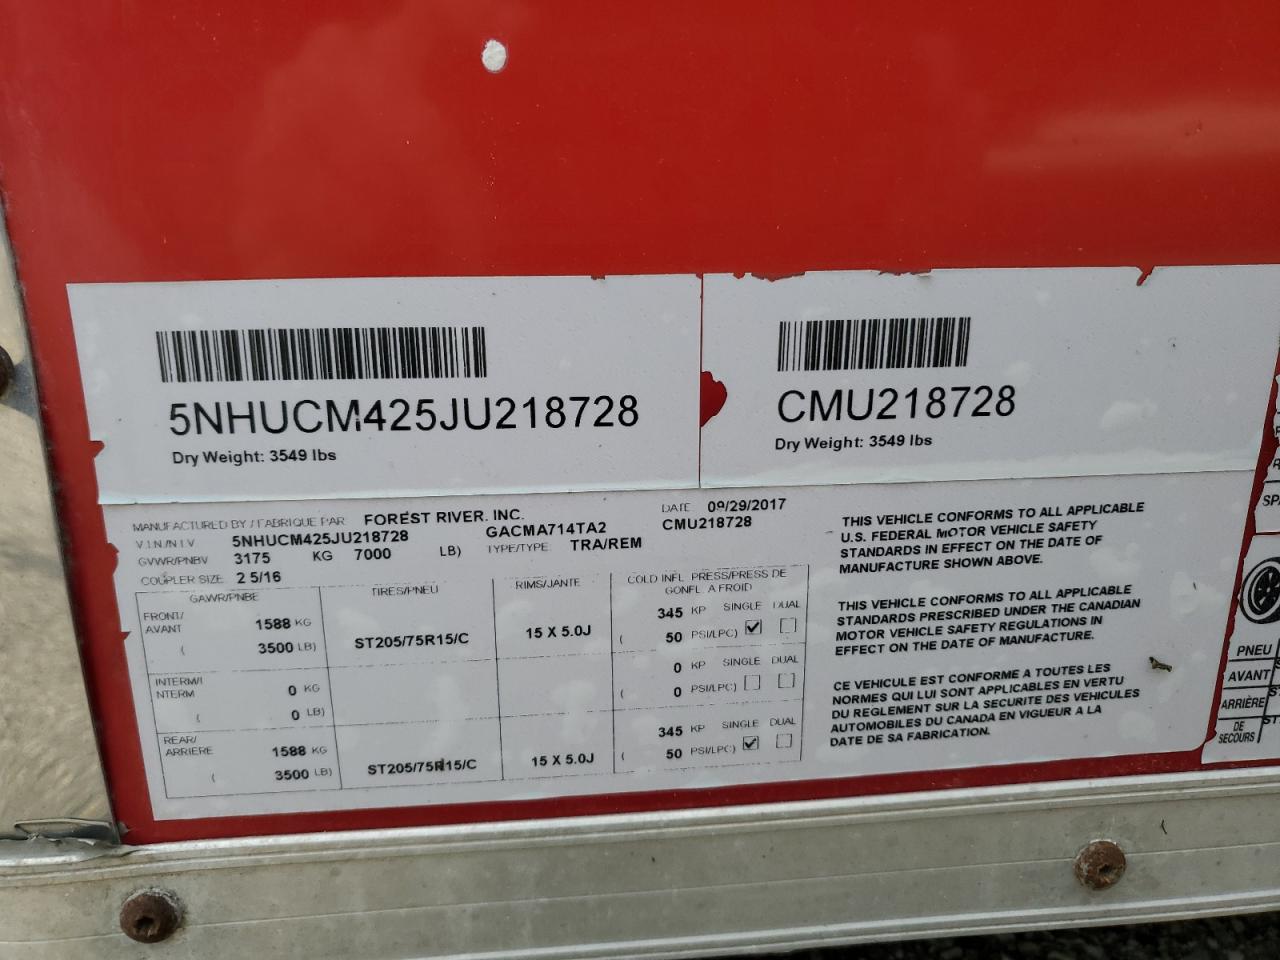 5NHUCM425JU218728
Dry Weight: 3549 lbs
CMU218728
Dry Weight: 3549 lbs
MANUFACTURED BY / FABRIQUE PAR FOREST RIVER, INC. DATE 09/29/2017
V.I.N./N.I.V. 5NHUCM425JU218728 GACMA714TA2 CMU218728
GVWR/PNBV 3175 KG 7000 LB) TYPE/TYPE TRA/REM
COUPLER SIZE 2 5/16
GAWR/PNBE TIRES/PNEU RIMS/JANTE COLD INFL. PRESS/PRESS DE
GONFL. A FROID
FRONT/
AVANT 1588 KG
( 3500 LB) ST205/75R15/C 15 X 5.0J
345 KP SINGLE DUAL
( 50 PSI/LPC)
INTERM/I
NTERM 0 KG
( 0 LB)
0 KP SINGLE DUAL
( 0 PSI/LPC)
REAR/
ARRIERE 1588 KG
( 3500 LB) ST205/75R15/C 15 X 5.0J
345 KP SINGLE DUAL
( 50 PSI/LPC)
THIS VEHICLE CONFORMS TO ALL APPLICABLE
U.S. FEDERAL MOTOR VEHICLE SAFETY
STANDARDS IN EFFECT ON THE DATE OF
MANUFACTURE SHOWN ABOVE.
THIS VEHICLE CONFORMS TO ALL APPLICABLE
STANDARDS PRESCRIBED UNDER THE CANADIAN
MOTOR VEHICLE SAFETY REGULATIONS IN
EFFECT ON THE DATE OF MANUFACTURE.
CE VEHICULE EST CONFORME A TOUTES LES
NORMES QUI LUI SONT APPLICABLES EN VERTU
DU REGLEMENT SUR LA SECURITE DES VEHICULES
AUTOMOBILES DU CANADA EN VIGUEUR A LA
DATE DE SA FABRICATION.
PNEU
AVANT
ARRIÈRE
DE
SECOURS